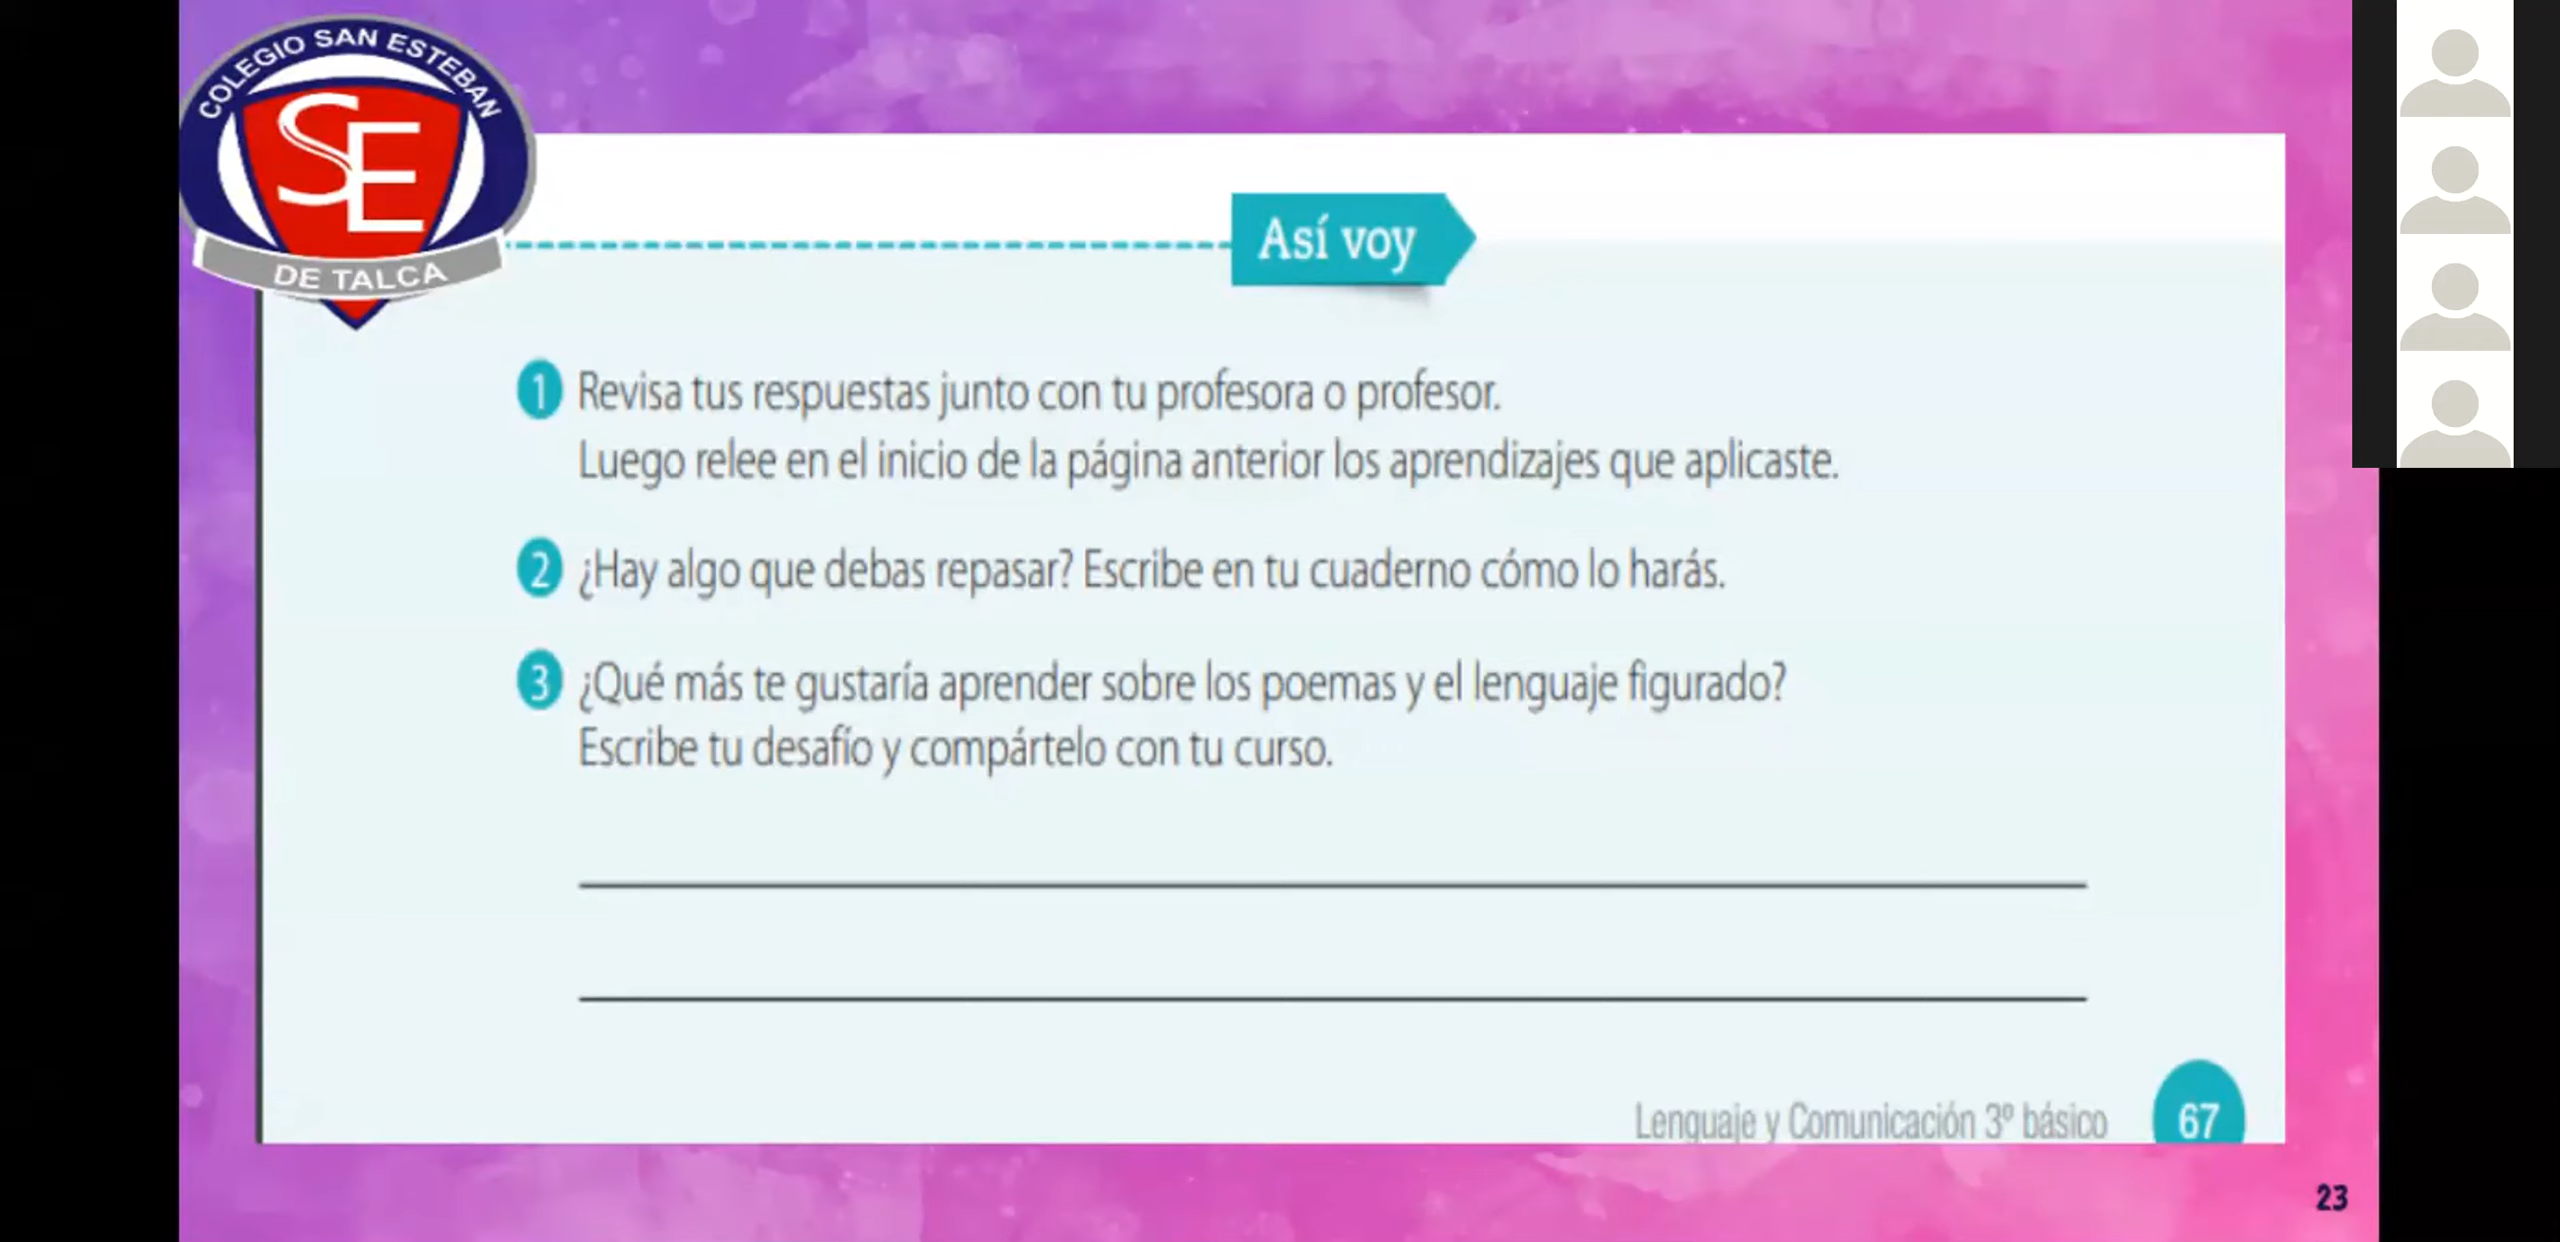 COLEGIO SAN ESTEBAN
SE
DE TALCA
Así voy
1 Revisa tus respuestas junto con tu profesora o profesor.
Luego relee en el inicio de la página anterior los aprendizajes que aplicaste.
2 ¿Hay algo que debas repasar? Escribe en tu cuaderno cómo lo harás.
3 ¿Qué más te gustaría aprender sobre los poemas y el lenguaje figurado?
Escribe tu desafío y compártelo con tu curso.
Lenguaje y Comunicación 3º básico 67
23